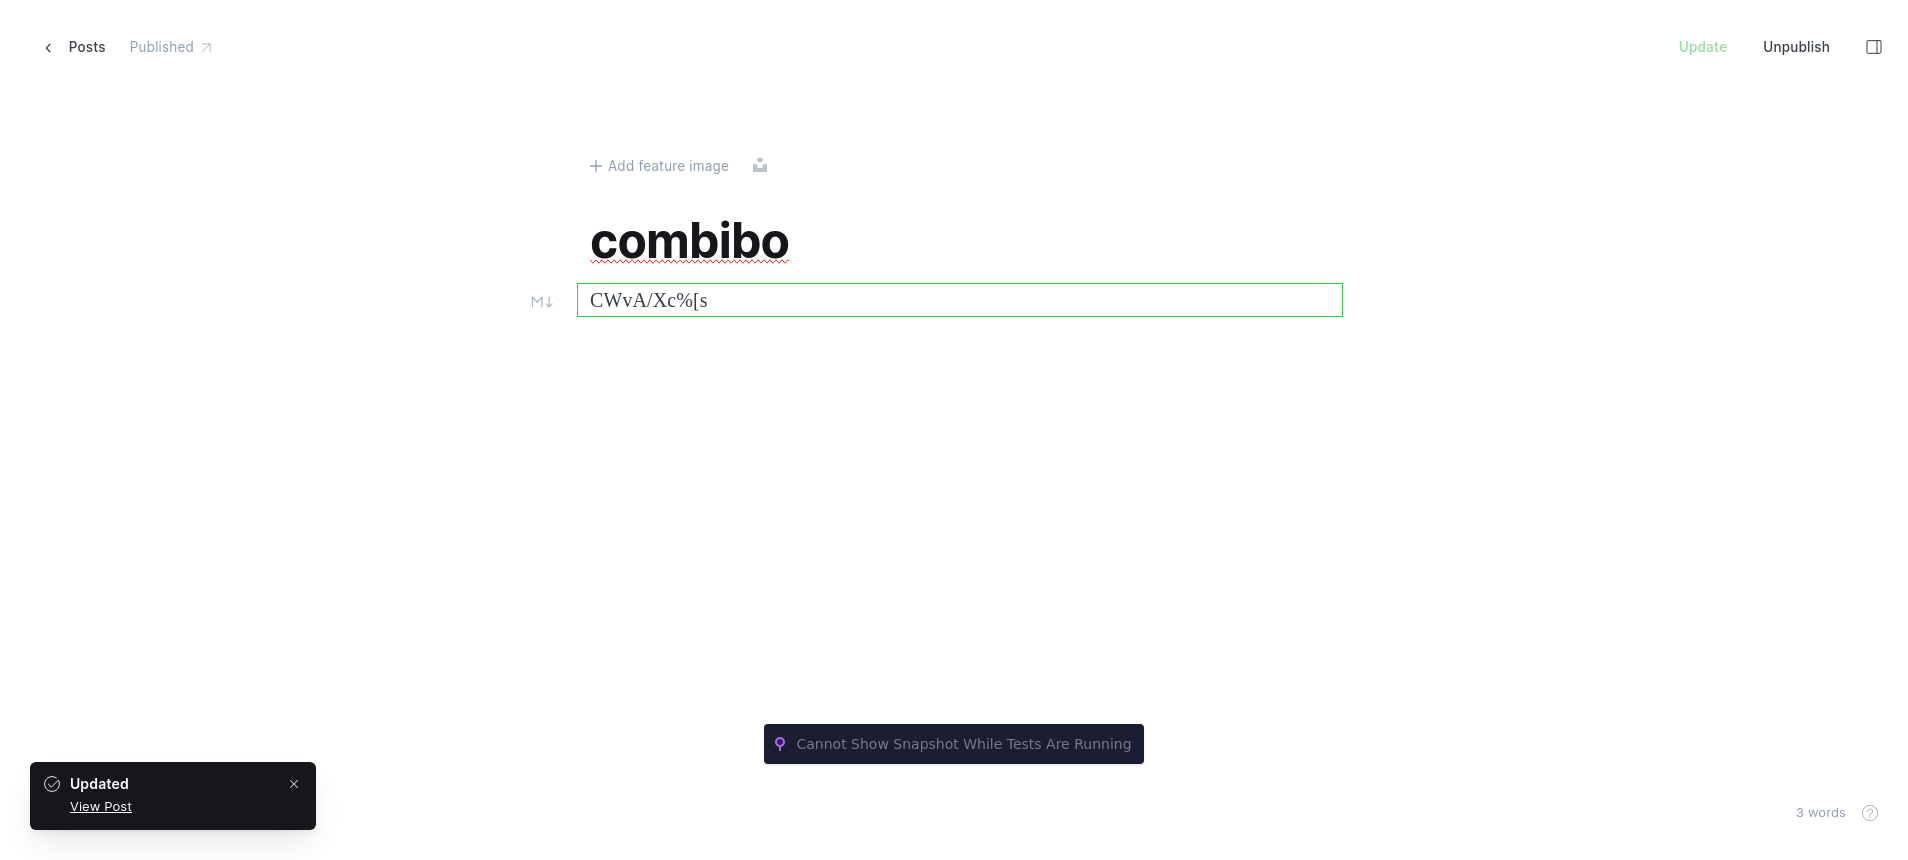 Posts
Published
Update
Unpublish
Add feature image
combibo
M
CWvA/Xc%[s
Cannot Show Snapshot While Tests Are Running
Updated
View Post
3 words
?